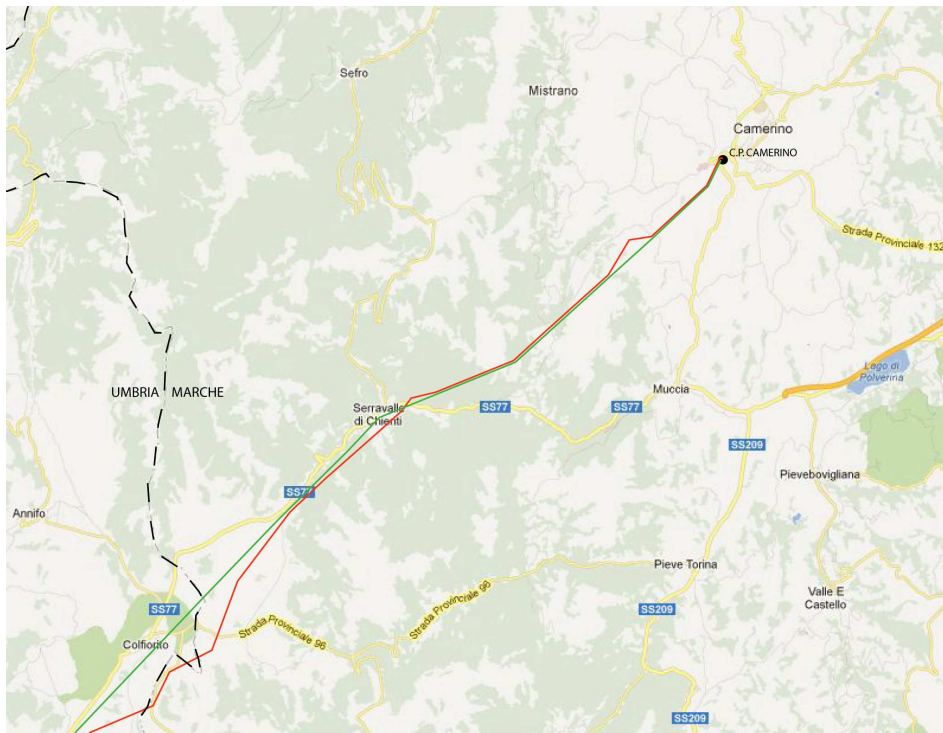 Sefro
Mistrano
Camerino
C.P. CAMERINO
Strada Provinciale 132
Lago di
Polverina
UMBRIA
MARCHE
Muccia
Serravalle
di Chienti
SS77
SS77
SS209
Pievebovigliana
SS77
Annifo
Pieve Torina
Valle E
Castello
SS77
Strada Provinciale 96
SS209
Colfiorito
Strada Provinciale 96
SS209